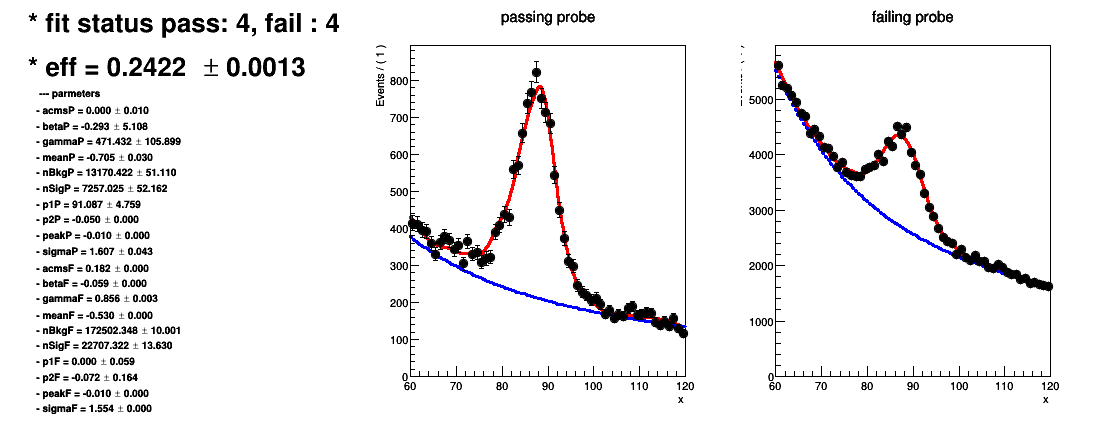 * fit status pass: 4, fail : 4
* eff = 0.2422 ± 0.0013
--- parmeters
- acmsP = 0.000 ± 0.010
- betaP = -0.293 ± 5.108
- gammaP = 471.432 ± 105.899
- meanP = -0.705 ± 0.030
- nBkgP = 13170.422 ± 51.110
- nSigP = 7257.025 ± 52.162
- p1P = 91.087 ± 4.759
- p2P = -0.050 ± 0.000
- peakP = -0.010 ± 0.000
- sigmaP = 1.607 ± 0.043
- acmsF = 0.182 ± 0.000
- betaF = -0.059 ± 0.000
- gammaF = 0.856 ± 0.003
- meanF = -0.530 ± 0.000
- nBkgF = 172502.348 ± 10.001
- nSigF = 22707.322 ± 13.630
- p1F = 0.000 ± 0.059
- p2F = -0.072 ± 0.164
- peakF = -0.010 ± 0.000
- sigmaF = 1.554 ± 0.000
passing probe
Events / ( 1 )
800
700
600
500
400
300
200
100
0
60 70 80 90 100 110 120
x
failing probe
5000
4000
3000
2000
1000
0
60 70 80 90 100 110 120
x